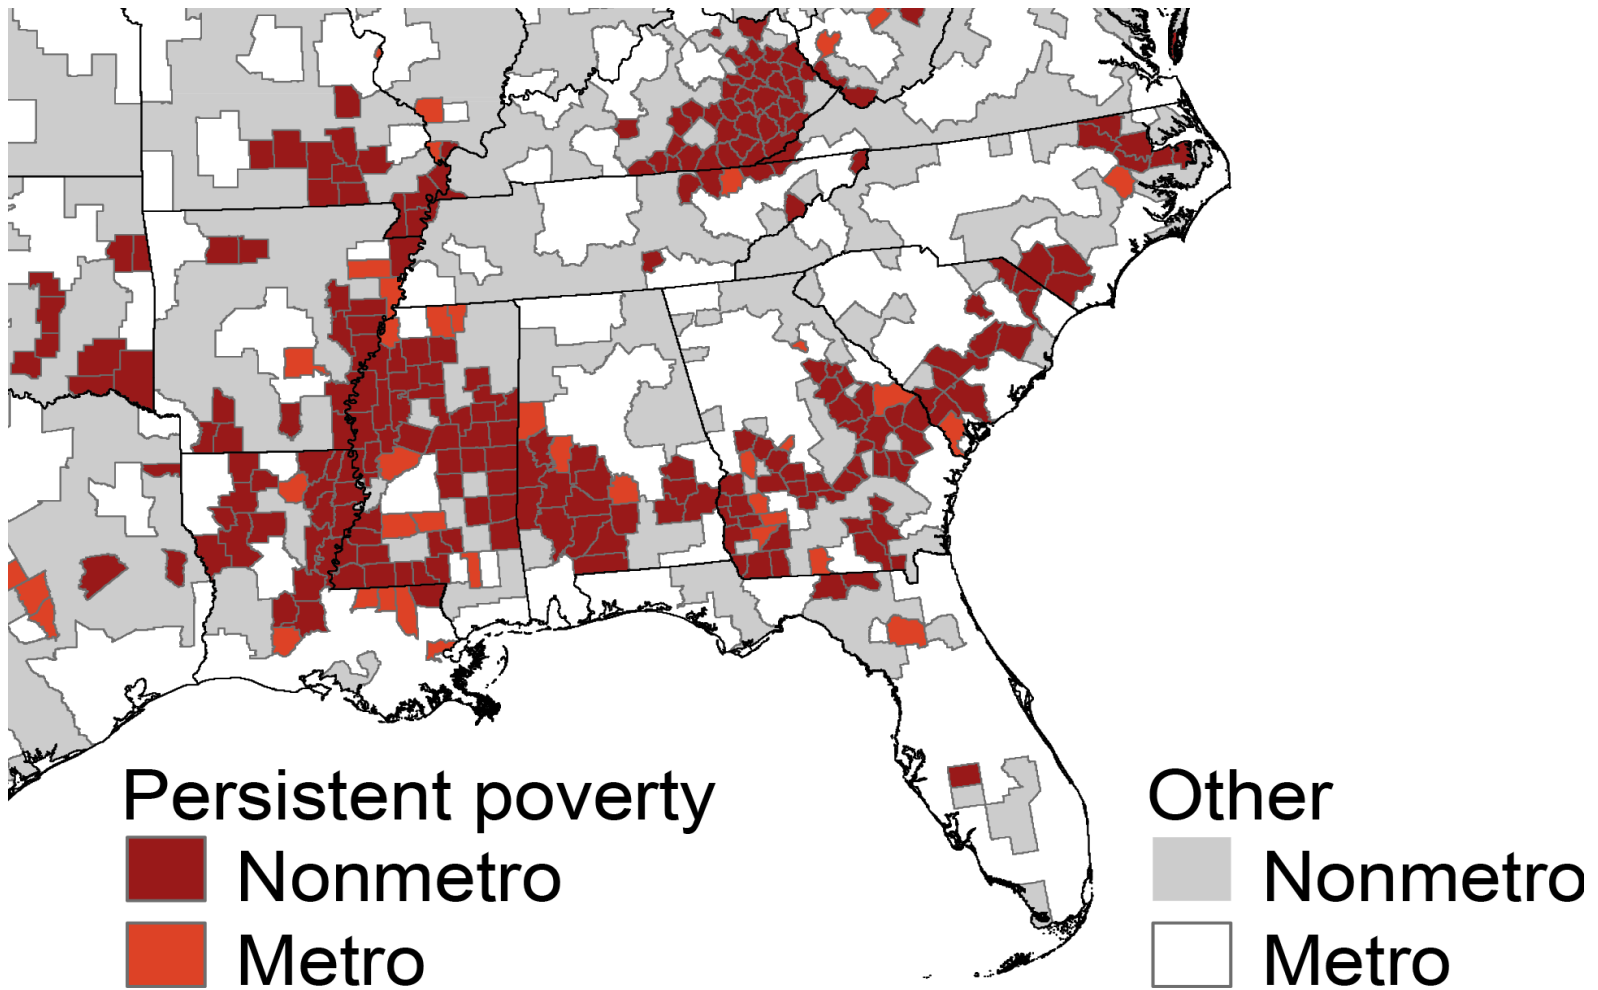 Persistent poverty
Nonmetro
Metro
Other
Nonmetro
Metro